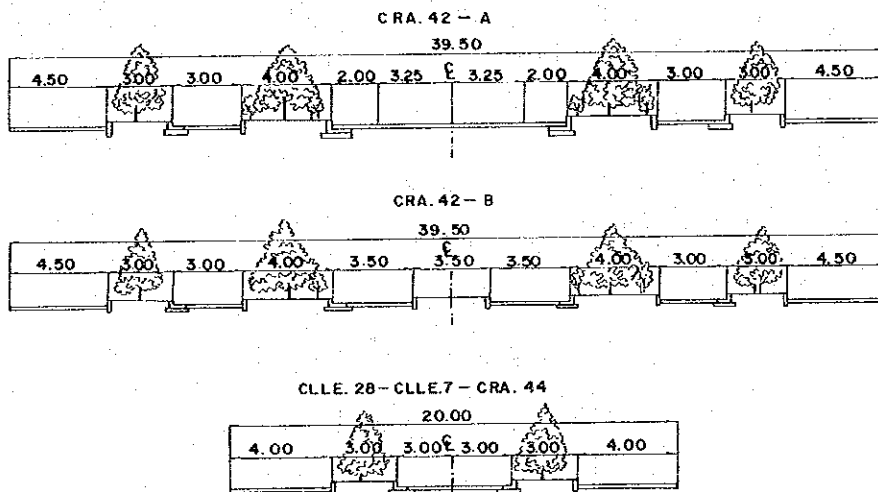 CRA. 42 – A
39.50
4.50 3.00 3.00 4.00 2.00 3.25 ℄ 3.25 2.00 4.00 3.00 3.00 4.50
CRA. 42 – B
39.50
4.50 3.00 3.00 4.00 3.50 ℄ 3.50 3.50 4.00 3.00 3.00 4.50
CLLE. 28 – CLLE. 7 – CRA. 44
20.00
4.00 3.00 3.00 ℄ 3.00 3.00 4.00